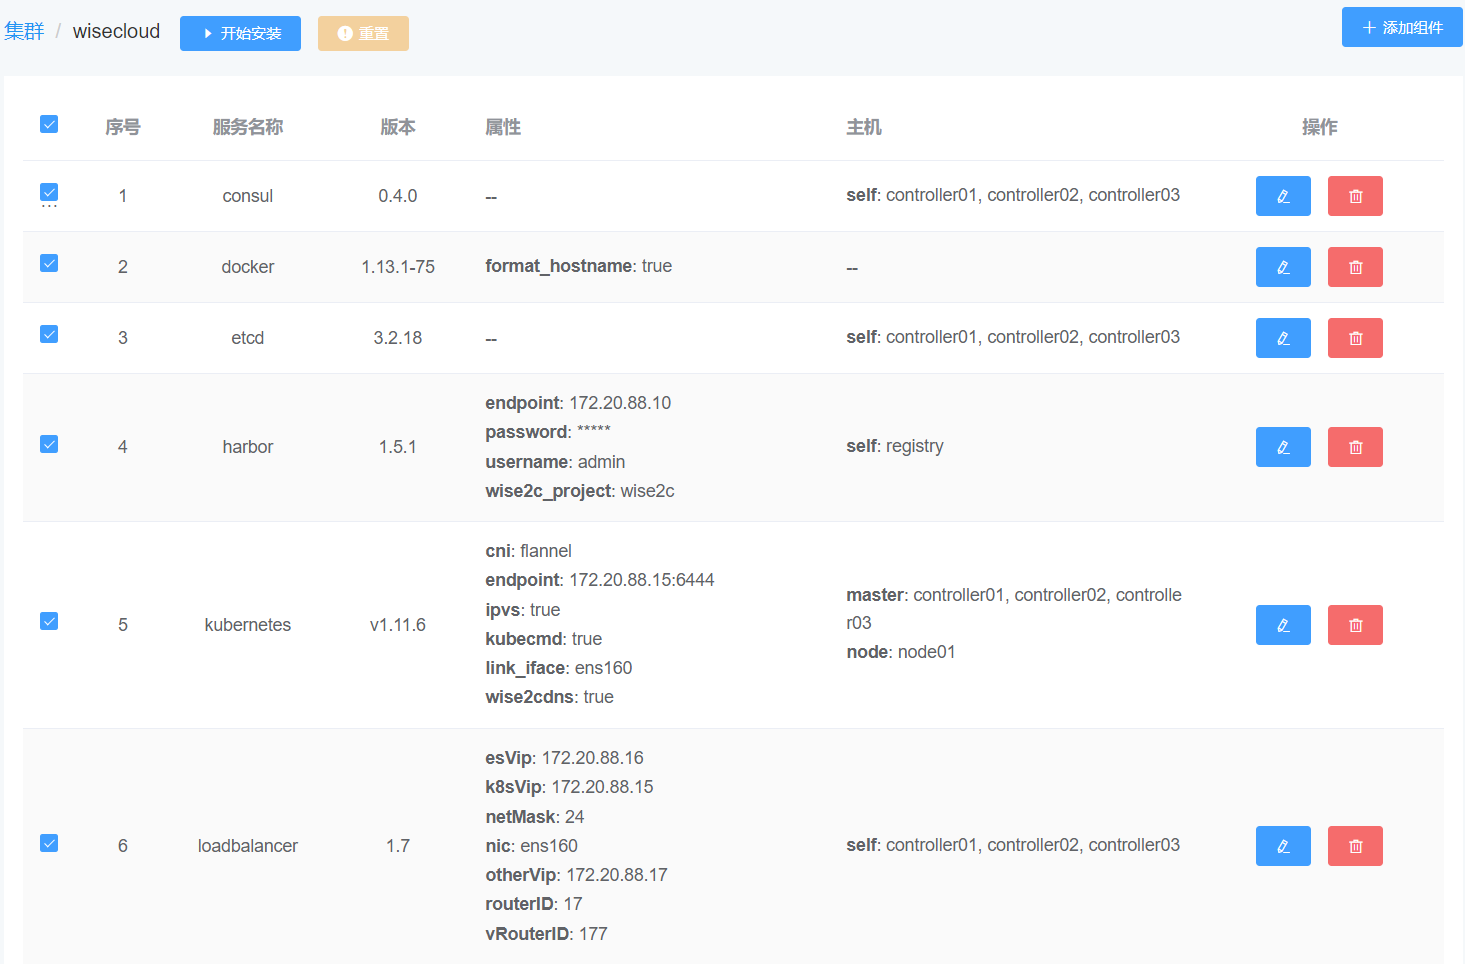 集群 / wisecloud 开始安装 重置 添加组件
序号 服务名称 版本 属性 主机 操作
1 consul 0.4.0 -- self: controller01, controller02, controller03
...
2 docker 1.13.1-75 format_hostname: true --
3 etcd 3.2.18 -- self: controller01, controller02, controller03
endpoint: 172.20.88.10
password: *****
4 harbor 1.5.1 self: registry
username: admin
wise2c_project: wise2c
cni: flannel
endpoint: 172.20.88.15:6444
master: controller01, controller02, controlle
ipvs: true
5 kubernetes v1.11.6 r03
kubecmd: true
node: node01
link_iface: ens160
wise2cdns: true
esVip: 172.20.88.16
k8sVip: 172.20.88.15
netMask: 24
6 loadbalancer 1.7 nic: ens160 self: controller01, controller02, controller03
otherVip: 172.20.88.17
routerID: 17
vRouterID: 177